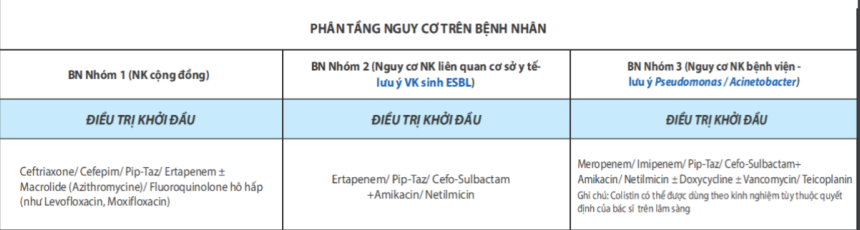 PHÂN TẦNG NGUY CƠ TRÊN BỆNH NHÂN
BN Nhóm 1 (NK cộng đồng)
BN Nhóm 2 (Nguy cơ NK liên quan cơ sở y tế-
lưu ý VK sinh ESBL)
BN Nhóm 3 (Nguy cơ NK bệnh viện -
lưu ý Pseudomonas / Acinetobacter)
ĐIỀU TRỊ KHỞI ĐẦU
ĐIỀU TRỊ KHỞI ĐẦU
ĐIỀU TRỊ KHỞI ĐẦU
Ceftriaxone/ Cefepim/ Pip-Taz/ Ertapenem ±
Macrolide (Azithromycine)/ Fluoroquinolone hô hấp
(như Levofloxacin, Moxifloxacin)
Ertapenem/ Pip-Taz/ Cefo-Sulbactam
+Amikacin/ Netilmicin
Meropenem/ Imipenem/ Pip-Taz/ Cefo-Sulbactam+
Amikacin/ Netilmicin ± Doxycycline ± Vancomycin/ Teicoplanin
Ghi chú: Colistin có thể được dùng theo kinh nghiệm tùy thuộc quyết
định của bác sĩ trên lâm sàng